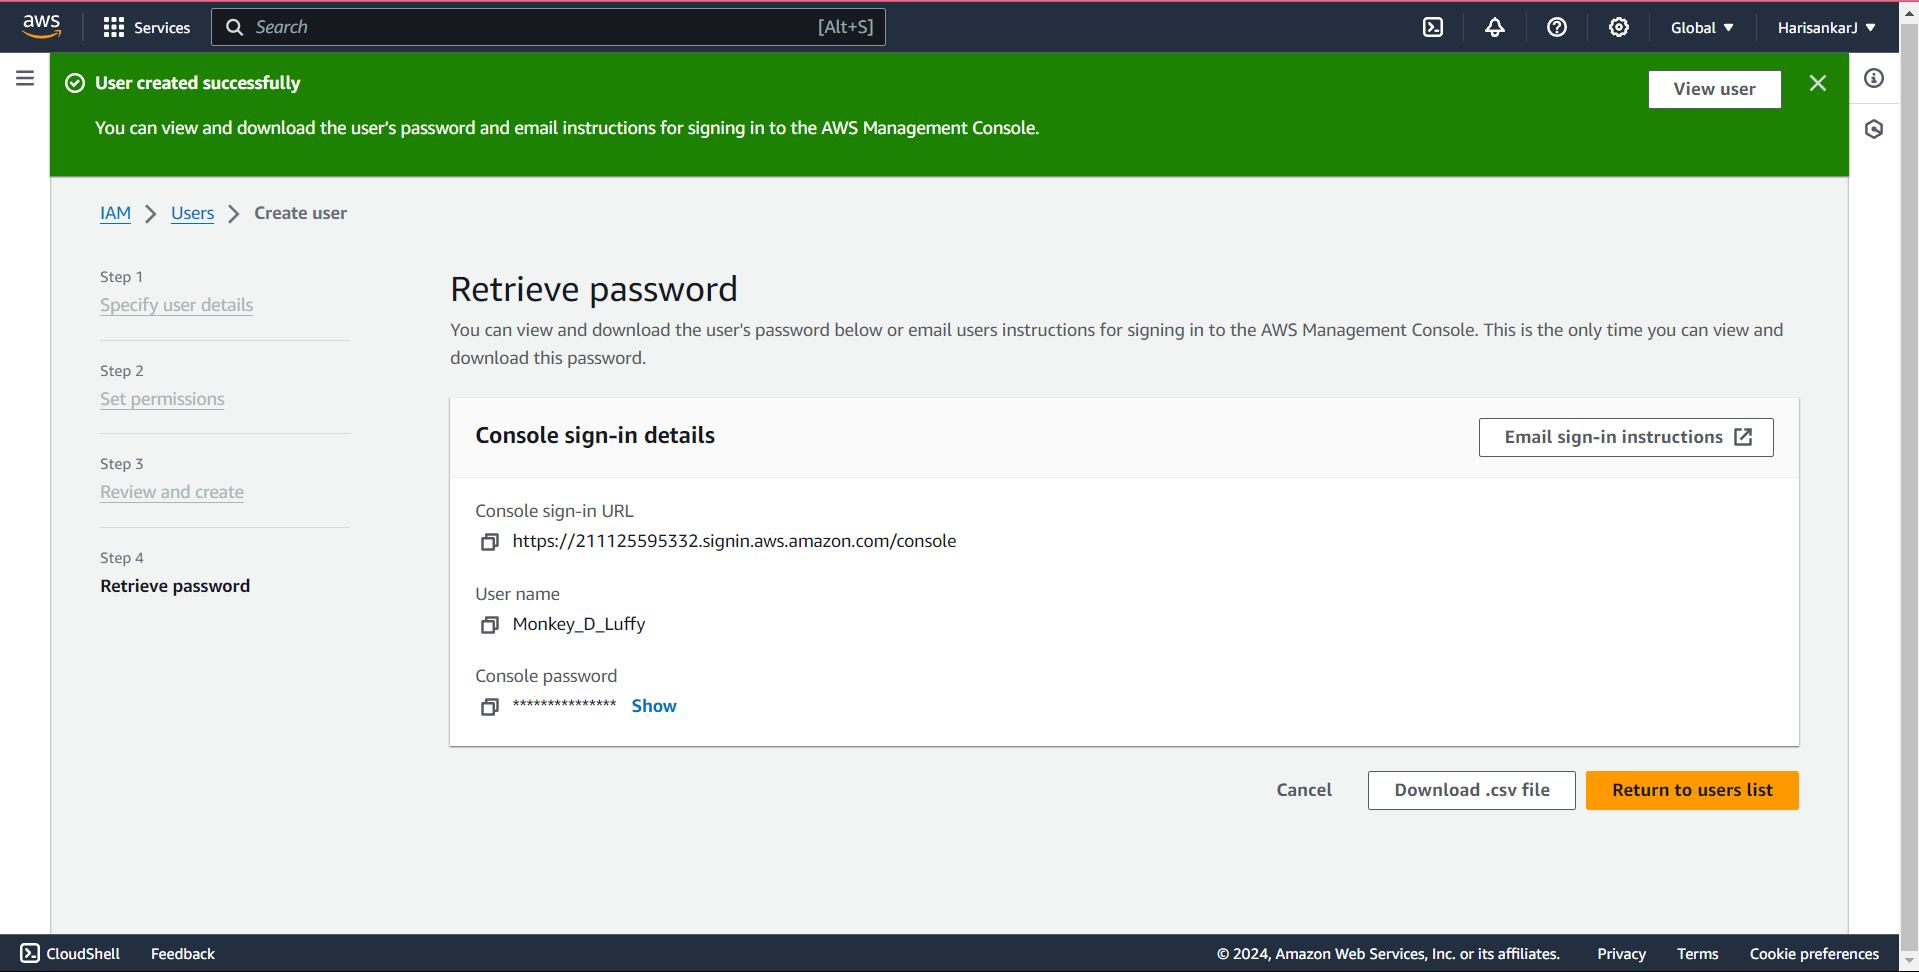 aws
Services
Search
[Alt+S]
Global
HarisankarJ
User created successfully
You can view and download the user's password and email instructions for signing in to the AWS Management Console.
View user
IAM
Users
Create user
Step 1
Specify user details
Step 2
Set permissions
Step 3
Review and create
Step 4
Retrieve password
Retrieve password
You can view and download the user's password below or email users instructions for signing in to the AWS Management Console. This is the only time you can view and
download this password.
Console sign-in details
Email sign-in instructions
Console sign-in URL
https://211125595332.signin.aws.amazon.com/console
User name
Monkey_D_Luffy
Console password
*************** Show
Cancel
Download .csv file
Return to users list
CloudShell
Feedback
© 2024, Amazon Web Services, Inc. or its affiliates.
Privacy
Terms
Cookie preferences